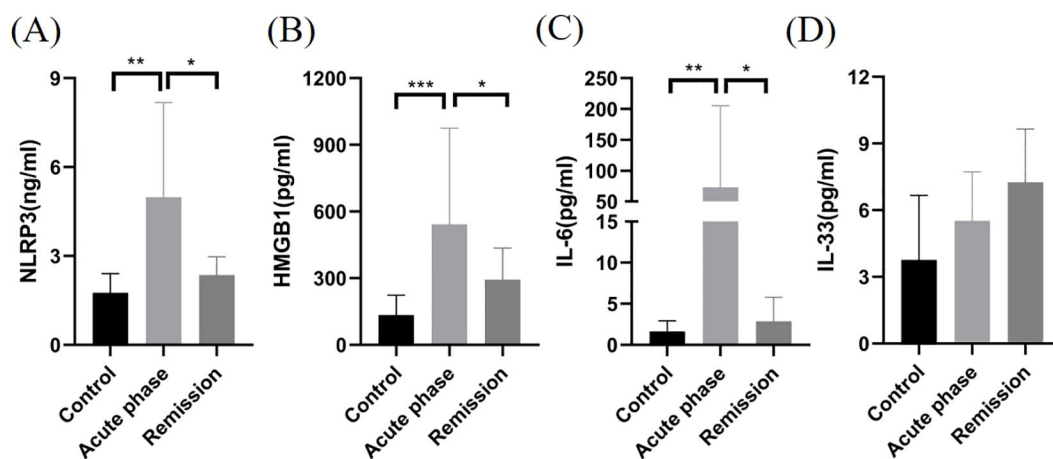 (A)
** *
NLRP3(ng/ml)
9
6
3
0
Control
Acute phase
Remission
(B)
*** *
HMGB1(pg/ml)
1200
900
600
300
0
Control
Acute phase
Remission
(C)
** *
IL-6(pg/ml)
250
200
150
100
50
15
10
5
0
Control
Acute phase
Remission
(D)
IL-33(pg/ml)
12
9
6
3
0
Control
Acute phase
Remission